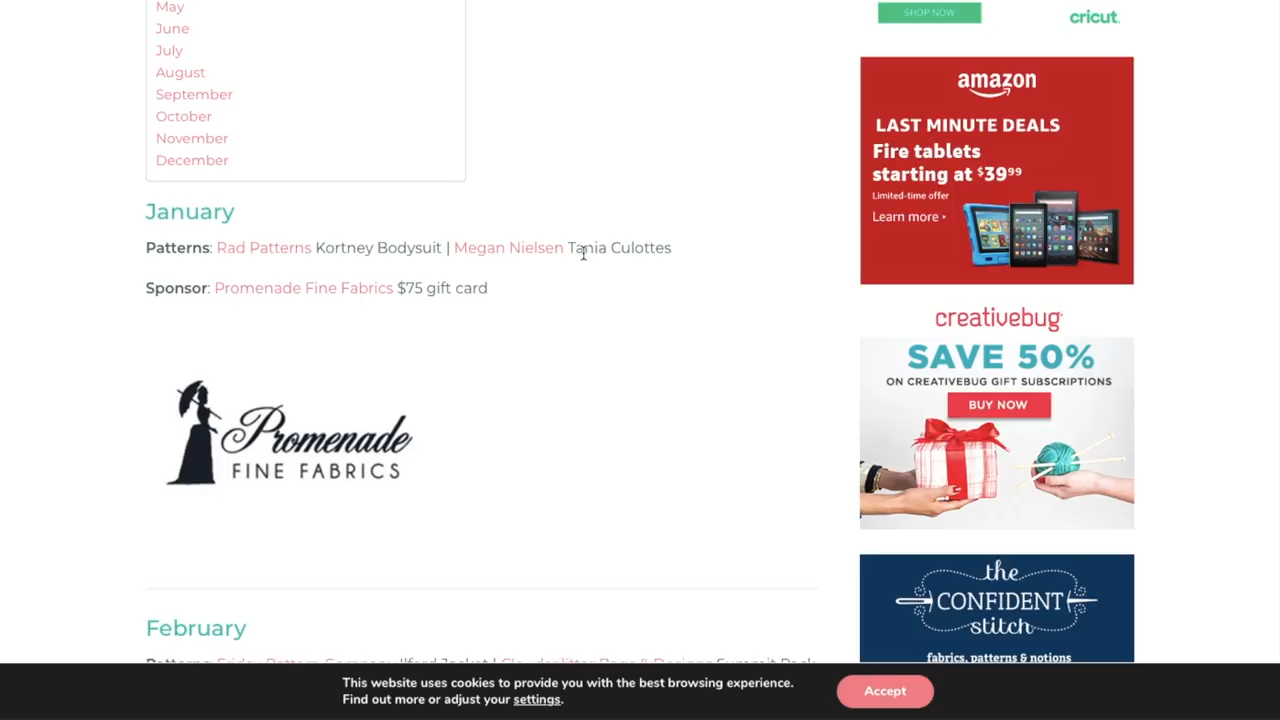 May
June
July
August
September
October
November
December
January
Patterns: Rad Patterns Kortney Bodysuit | Megan Nielsen Tania Culottes
Sponsor: Promenade Fine Fabrics $75 gift card
Promenade
FINE FABRICS
February
SHOP NOW
cricut
amazon
LAST MINUTE DEALS
Fire tablets
starting at $39⁹⁹
Limited-time offer
Learn more ▸
creativebug
SAVE 50%
ON CREATIVEBUG GIFT SUBSCRIPTIONS
BUY NOW
the
CONFIDENT
stitch
fabrics, patterns & notions
This website uses cookies to provide you with the best browsing experience.
Find out more or adjust your settings.
Accept